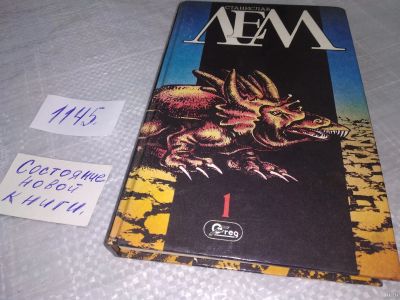 СТАНИСЛАВ
ЛЕМ
1145.
Состояние
новой
книги.
1